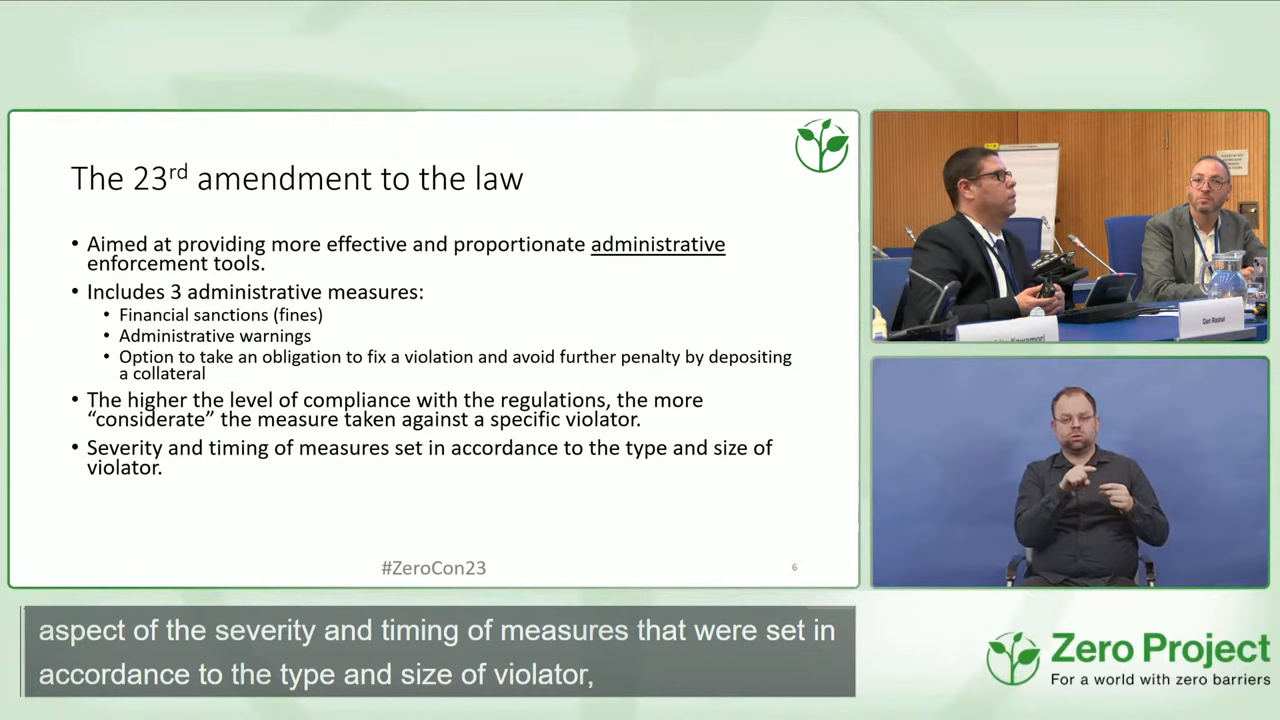 The 23rd amendment to the law
• Aimed at providing more effective and proportionate administrative
enforcement tools.
• Includes 3 administrative measures:
• Financial sanctions (fines)
• Administrative warnings
• Option to take an obligation to fix a violation and avoid further penalty by depositing
a collateral
• The higher the level of compliance with the regulations, the more
“considerate” the measure taken against a specific violator.
• Severity and timing of measures set in accordance to the type and size of
violator.
#ZeroCon23
6
Dan Rashal
aspect of the severity and timing of measures that were set in
accordance to the type and size of violator,
Zero Project
For a world with zero barriers